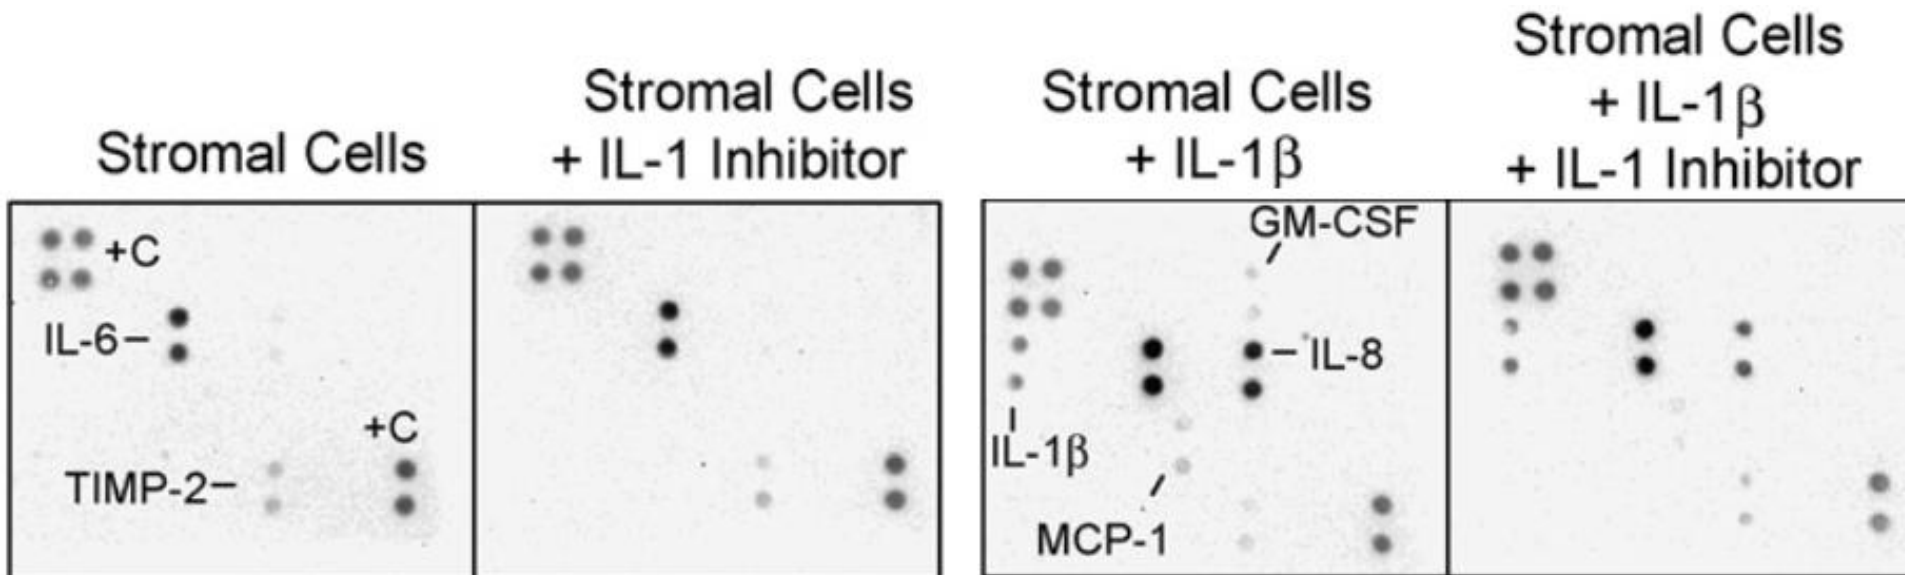 Stromal Cells
Stromal Cells
+ IL-1 Inhibitor
Stromal Cells
+ IL-1β
Stromal Cells
+ IL-1β
+ IL-1 Inhibitor
+C
IL-6
+C
TIMP-2
GM-CSF
IL-8
IL-1β
MCP-1